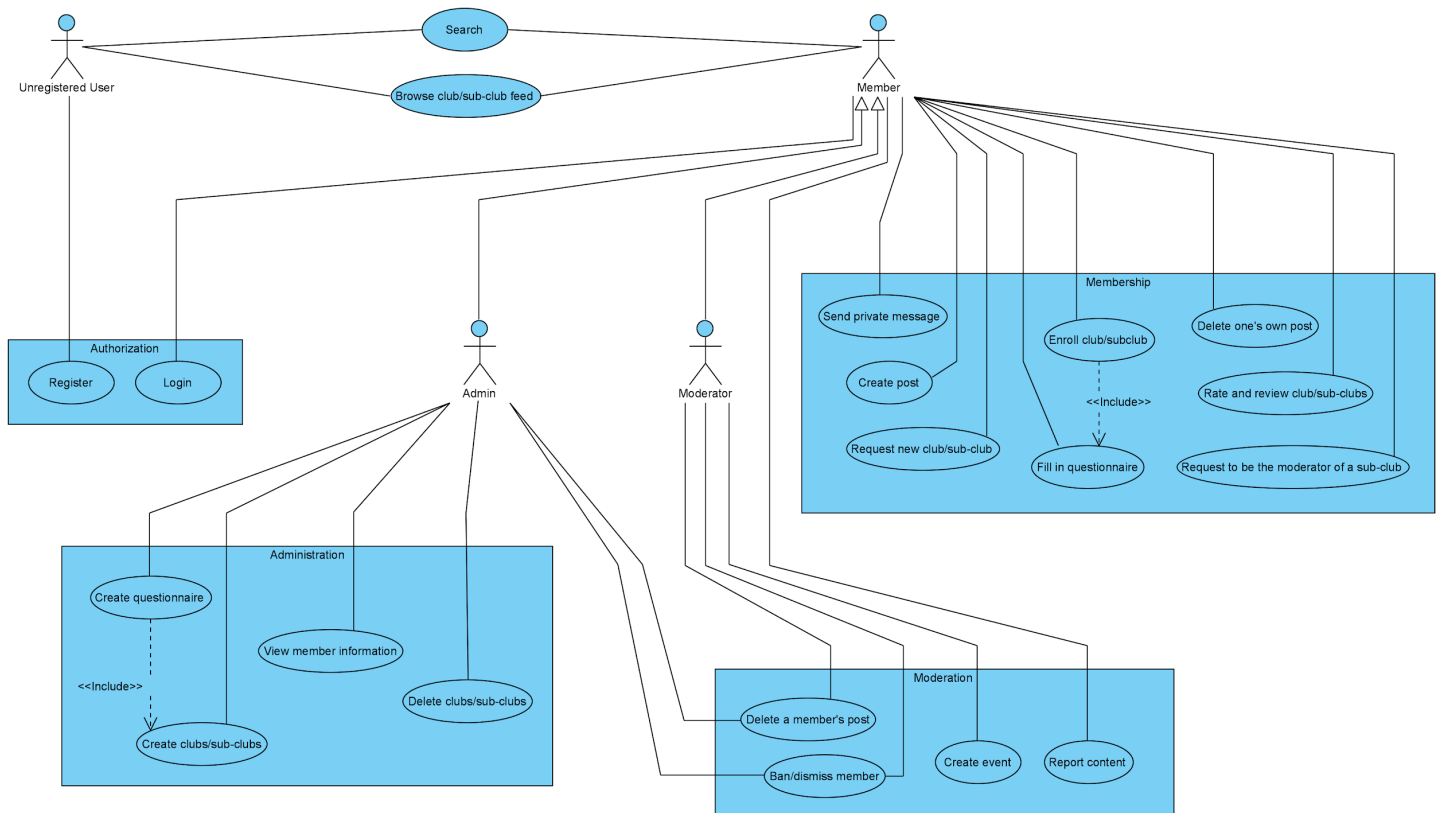 Search
Unregistered User
Member
Browse club/sub-club feed
Membership
Send private message
Delete one's own post
Enroll club/subclub
Authorization
Register
Login
Admin
Moderator
Create post
Rate and review club/sub-clubs
<<Include>>
Request new club/sub-club
Fill in questionnaire
Request to be the moderator of a sub-club
Administration
Create questionnaire
View member information
<<Include>>
Delete clubs/sub-clubs
Create clubs/sub-clubs
Moderation
Delete a member's post
Ban/dismiss member
Create event
Report content